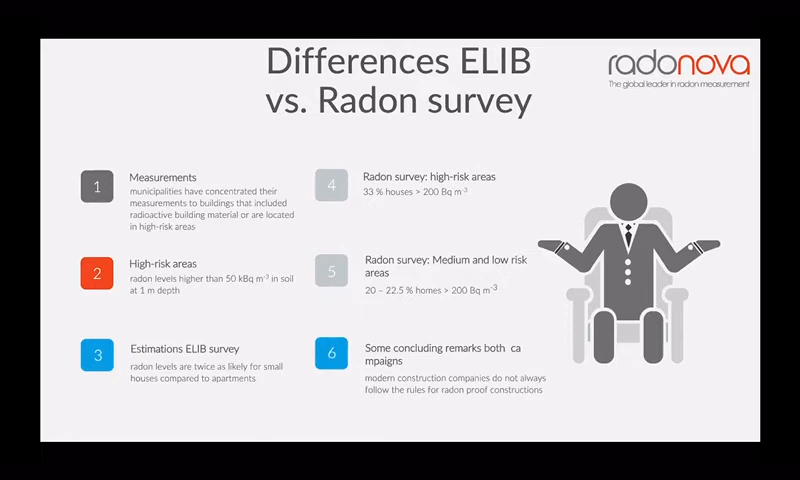 Differences ELIB
vs. Radon survey
radonova
The global leader in radon measurement
1
Measurements
municipalities have concentrated their
measurements to buildings that included
radioactive building material or are located
in high-risk areas
2
High-risk areas
radon levels higher than 50 kBq m⁻³ in soil
at 1 m depth
3
Estimations ELIB survey
radon levels are twice as likely for small
houses compared to apartments
4
Radon survey: high-risk areas
33 % houses > 200 Bq m⁻³
5
Radon survey: Medium and low risk
areas
20 – 22.5 % homes > 200 Bq m⁻³
6
Some concluding remarks both ca
mpaigns
modern construction companies do not always
follow the rules for radon proof constructions